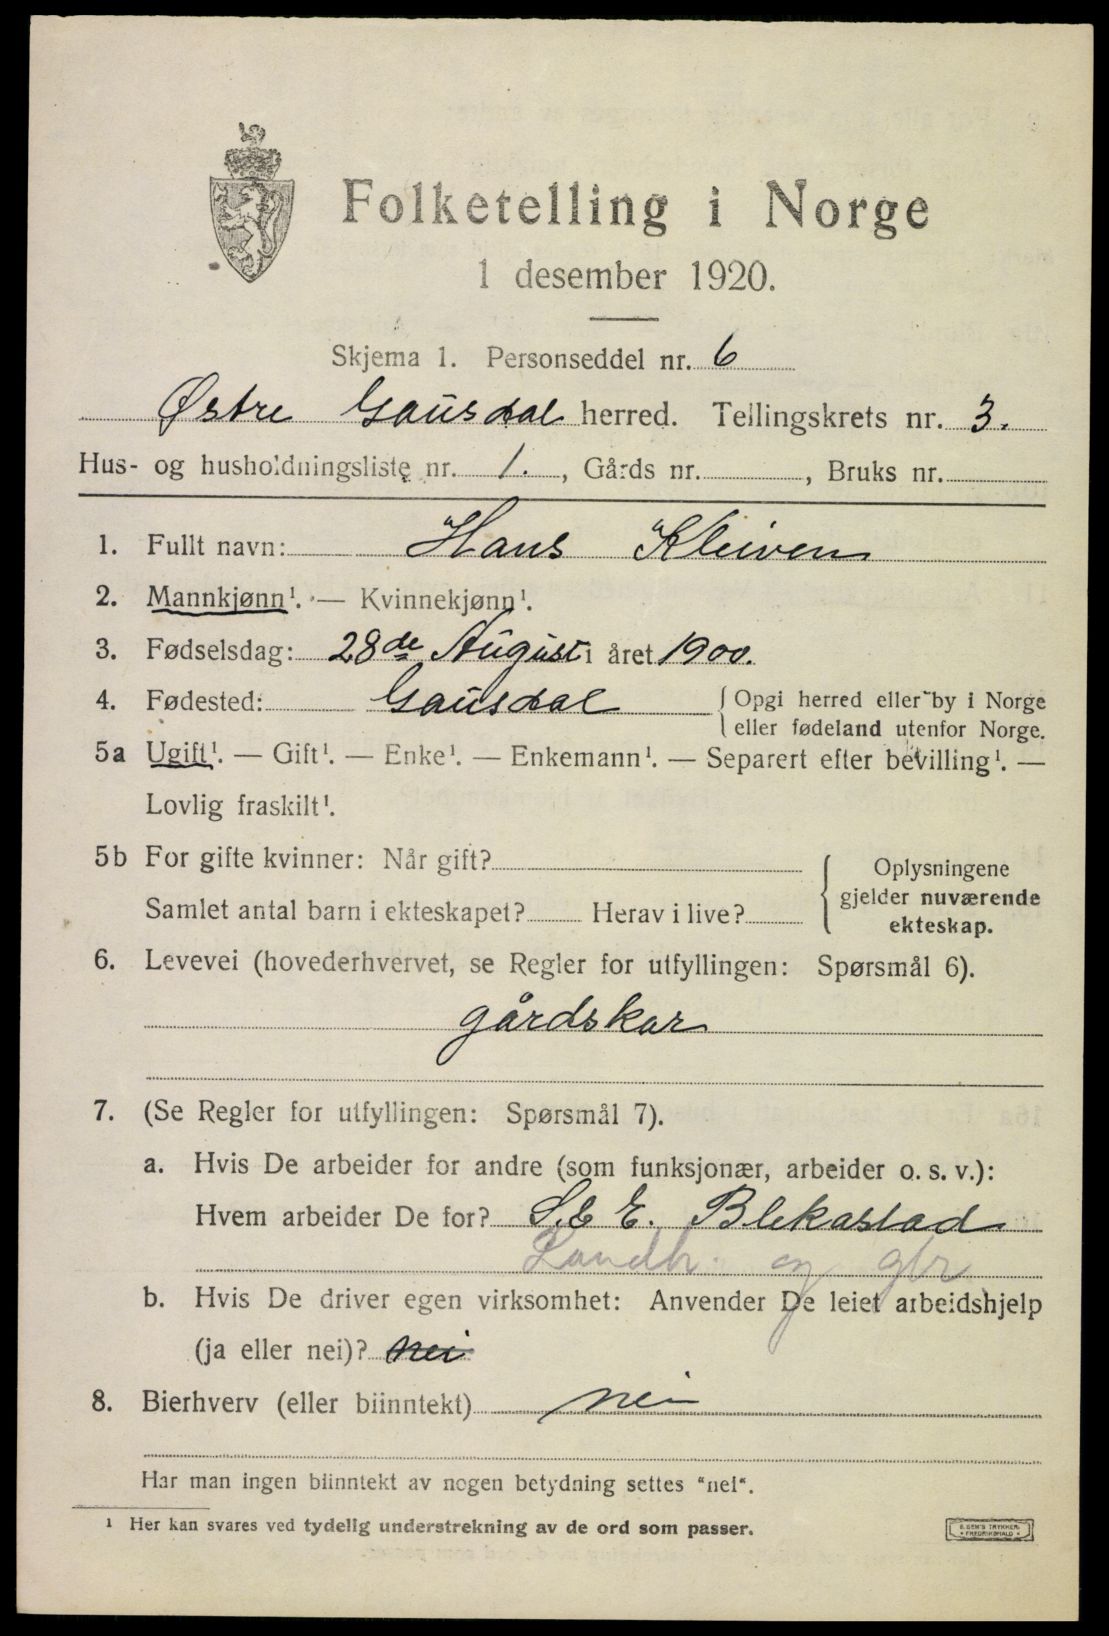 Folketelling i Norge
1 desember 1920.
Skjema 1. Personseddel nr. 6
Østre Gausdal herred. Tellingskrets nr. 3.
Hus- og husholdningsliste nr. 1., Gårds nr. , Bruks nr.
1. Fullt navn: Hans Kleiven
2. Mannkjønn¹. — Kvinnekjønn¹.
3. Fødselsdag: 28de August i året 1900.
4. Fødested: Gausdal { Opgi herred eller by i Norge
eller fødeland utenfor Norge.
5a Ugift¹. — Gift¹. — Enke¹. — Enkemann¹. — Separert efter bevilling¹. —
Lovlig fraskilt¹.
5b For gifte kvinner: Når gift?
Samlet antal barn i ekteskapet? Herav i live?
{ Oplysningene
gjelder nuværende
ekteskap.
6. Levevei (hovederhvervet, se Regler for utfyllingen: Spørsmål 6).
gårdskar
7. (Se Regler for utfyllingen: Spørsmål 7).
a. Hvis De arbeider for andre (som funksjonær, arbeider o. s. v.):
Hvem arbeider De for? S. E. Blekastad
Landh. og gbr
b. Hvis De driver egen virksomhet: Anvender De leiet arbeidshjelp
(ja eller nei)? nei
8. Bierhverv (eller biinntekt) nei
Har man ingen biinntekt av nogen betydning settes "nei".
¹ Her kan svares ved tydelig understrekning av de ord som passer.